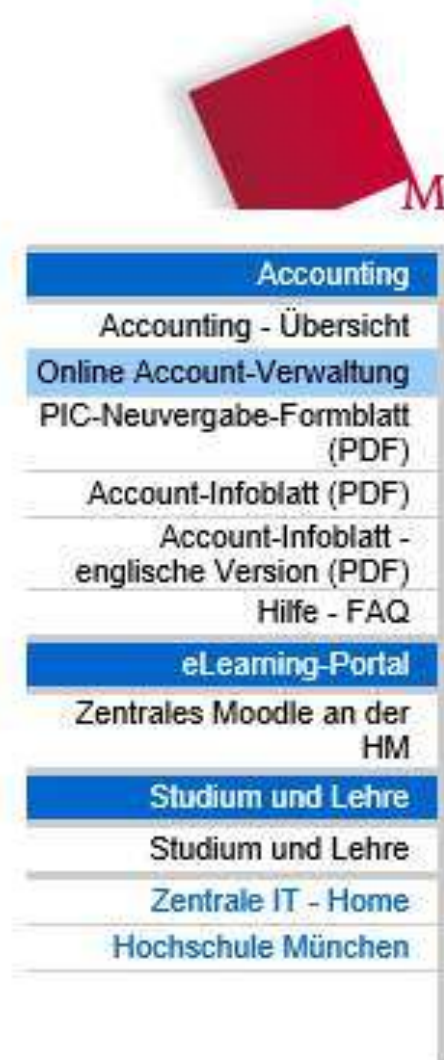 M
Accounting
Accounting - Übersicht
Online Account-Verwaltung
PIC-Neuvergabe-Formblatt
(PDF)
Account-Infoblatt (PDF)
Account-Infoblatt -
englische Version (PDF)
Hilfe - FAQ
eLearning-Portal
Zentrales Moodle an der
HM
Studium und Lehre
Studium und Lehre
Zentrale IT - Home
Hochschule München